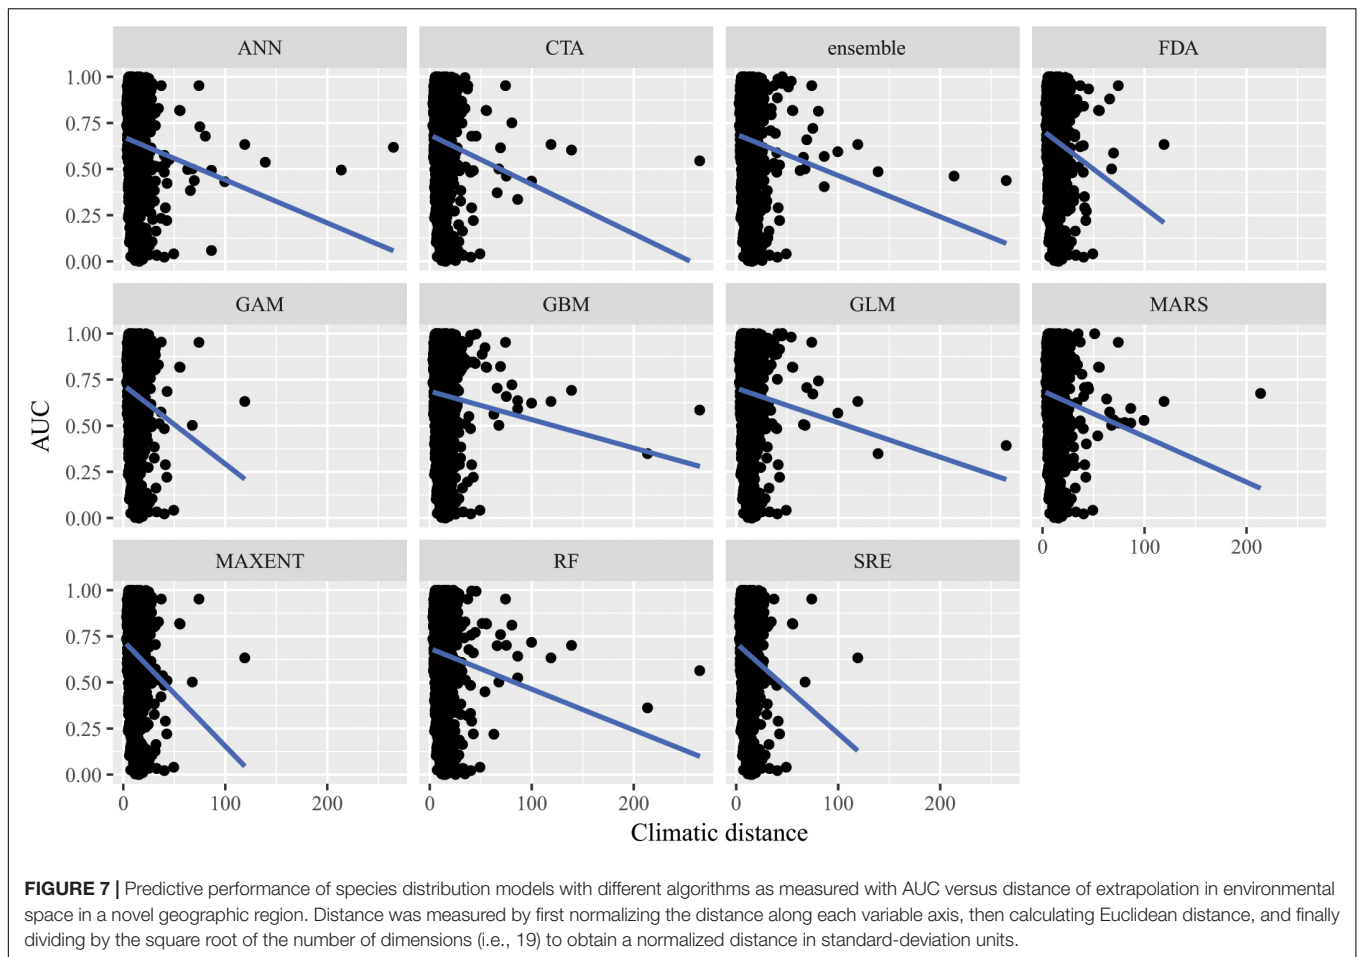 ANN CTA ensemble FDA
1.00
0.75
0.50
0.25
0.00
GAM GBM GLM MARS
1.00
0.75
0.50
0.25
0.00
AUC
0 100 200
MAXENT RF SRE
1.00
0.75
0.50
0.25
0.00
0 100 200 0 100 200 0 100 200
Climatic distance
FIGURE 7 | Predictive performance of species distribution models with different algorithms as measured with AUC versus distance of extrapolation in environmental
space in a novel geographic region. Distance was measured by first normalizing the distance along each variable axis, then calculating Euclidean distance, and finally
dividing by the square root of the number of dimensions (i.e., 19) to obtain a normalized distance in standard-deviation units.